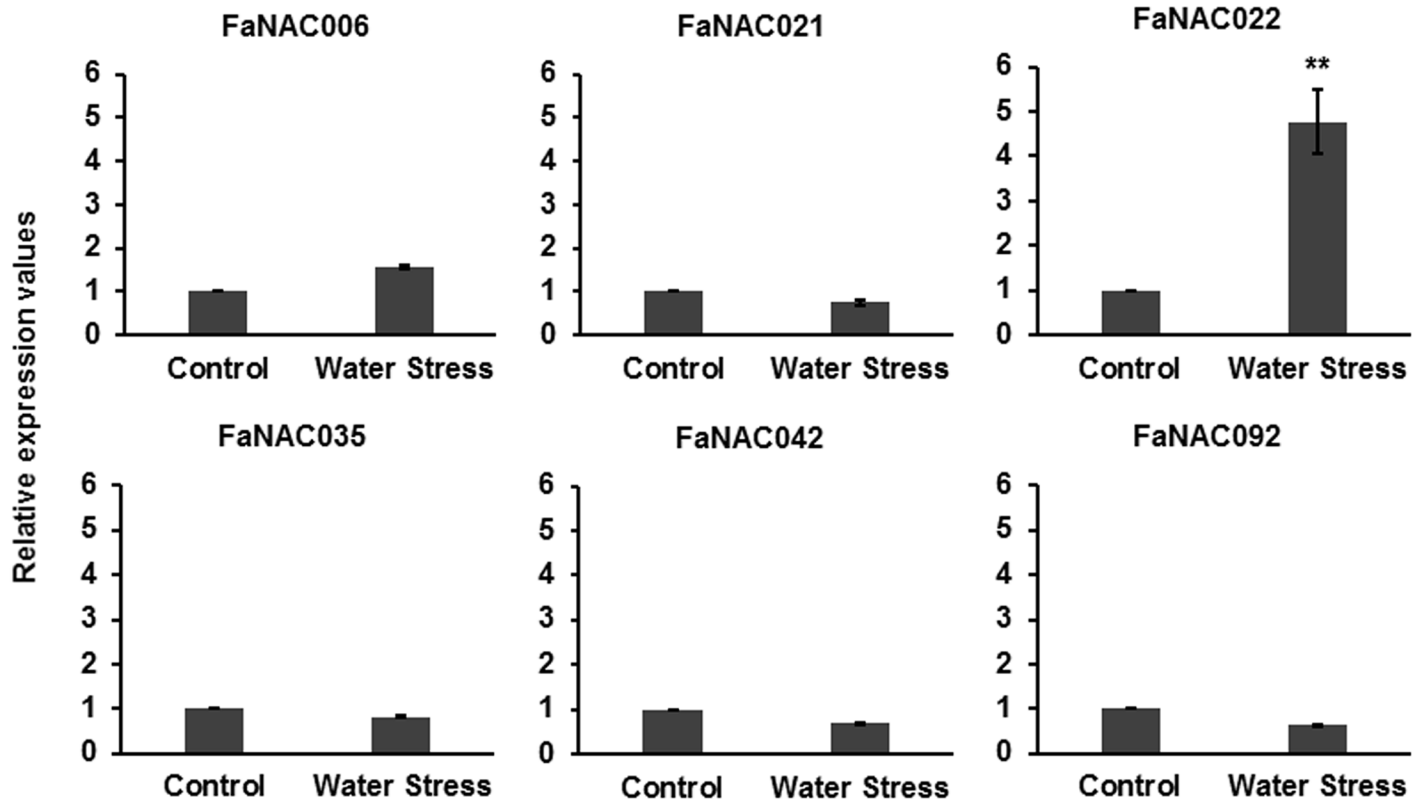 FaNAC006
FaNAC021
FaNAC022
Relative expression values
6
5
4
3
2
1
0
Control
Water Stress
6
5
4
3
2
1
0
Control
Water Stress
6
5
4
3
2
1
0
**
Control
Water Stress
FaNAC035
FaNAC042
FaNAC092
6
5
4
3
2
1
0
Control
Water Stress
6
5
4
3
2
1
0
Control
Water Stress
6
5
4
3
2
1
0
Control
Water Stress